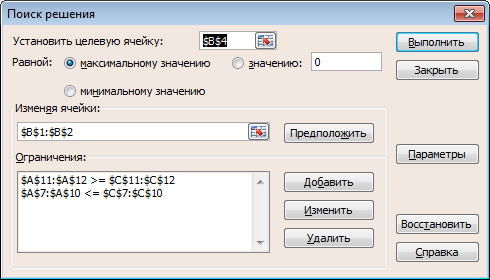 Поиск решения
Установить целевую ячейку: $B$4
Выполнить
Равной: максимальному значению значению: 0
Закрыть
минимальному значению
Изменяя ячейки:
$B$1:$B$2
Предположить
Ограничения:
Параметры
$A$11:$A$12 >= $C$11:$C$12
$A$7:$A$10 <= $C$7:$C$10
Добавить
Изменить
Удалить
Восстановить
Справка